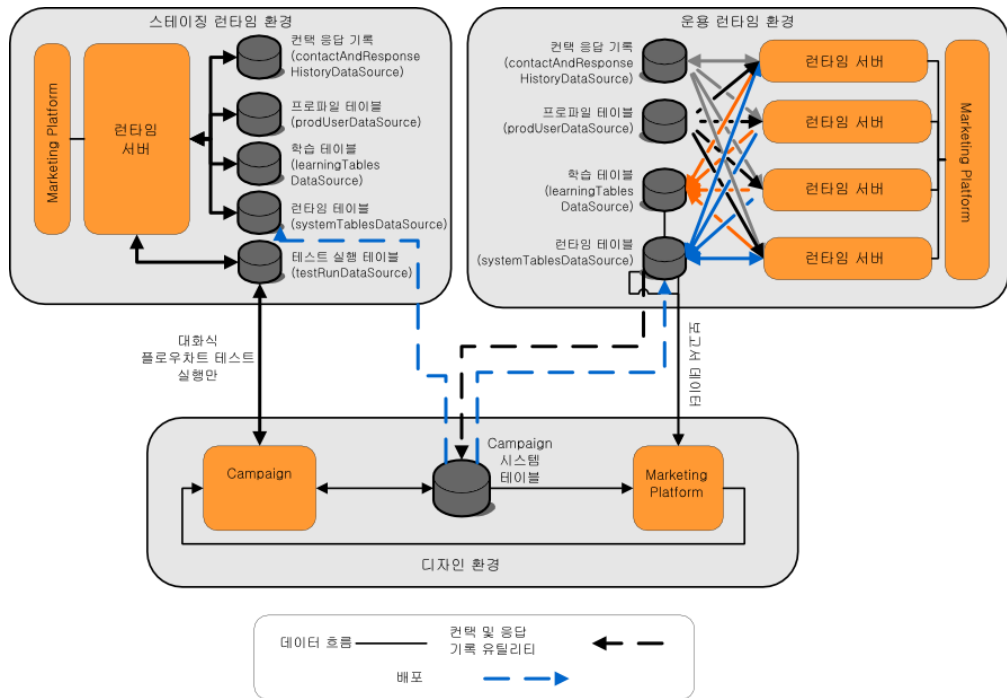 스테이징 런타임 환경
Marketing Platform
런타임
서버
컨택 응답 기록
(contactAndResponse
HistoryDataSource)
프로파일 테이블
(prodUserDataSource)
학습 테이블
(learningTables
DataSource)
런타임 테이블
(systemTablesDataSource)
테스트 실행 테이블
(testRunDataSource)
운용 런타임 환경
컨택 응답 기록
(contactAndResponse
HistoryDataSource)
프로파일 테이블
(prodUserDataSource)
학습 테이블
(learningTables
DataSource)
런타임 테이블
(systemTablesDataSource)
런타임 서버
런타임 서버
런타임 서버
런타임 서버
Marketing Platform
대화식
플로우차트 테스트
실행만
보고서 데이터
Campaign
Campaign
시스템
테이블
Marketing
Platform
디자인 환경
데이터 흐름
컨택 및 응답
기록 유틸리티
배포